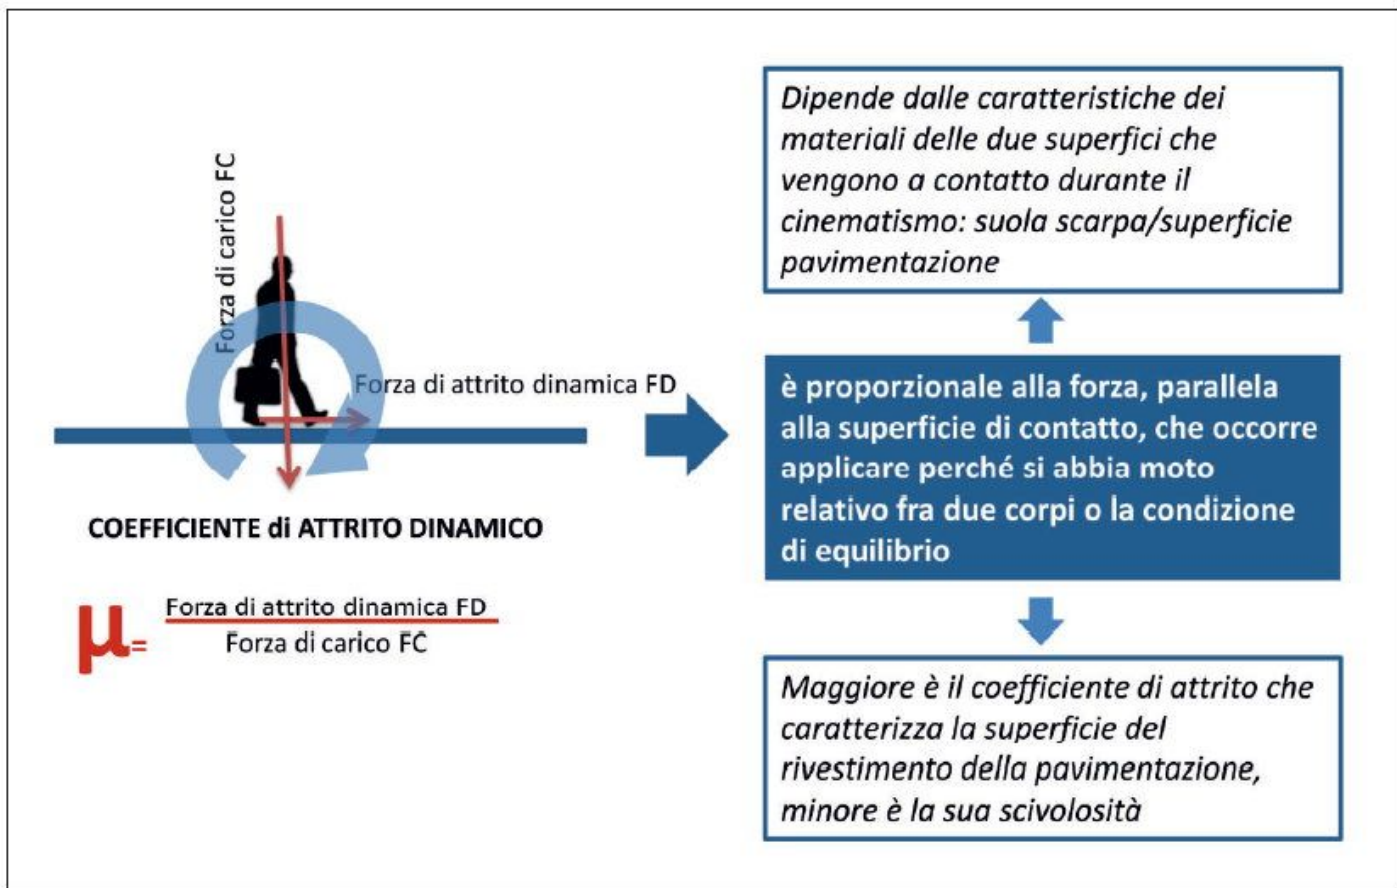 Forza di carico FC
Forza di attrito dinamica FD
COEFFICIENTE di ATTRITO DINAMICO
μ=
Forza di attrito dinamica FD
Forza di carico FC
Dipende dalle caratteristiche dei
materiali delle due superfici che
vengono a contatto durante il
cinematismo: suola scarpa/superficie
pavimentazione
è proporzionale alla forza, parallela
alla superficie di contatto, che occorre
applicare perché si abbia moto
relativo fra due corpi o la condizione
di equilibrio
Maggiore è il coefficiente di attrito che
caratterizza la superficie del
rivestimento della pavimentazione,
minore è la sua scivolosità